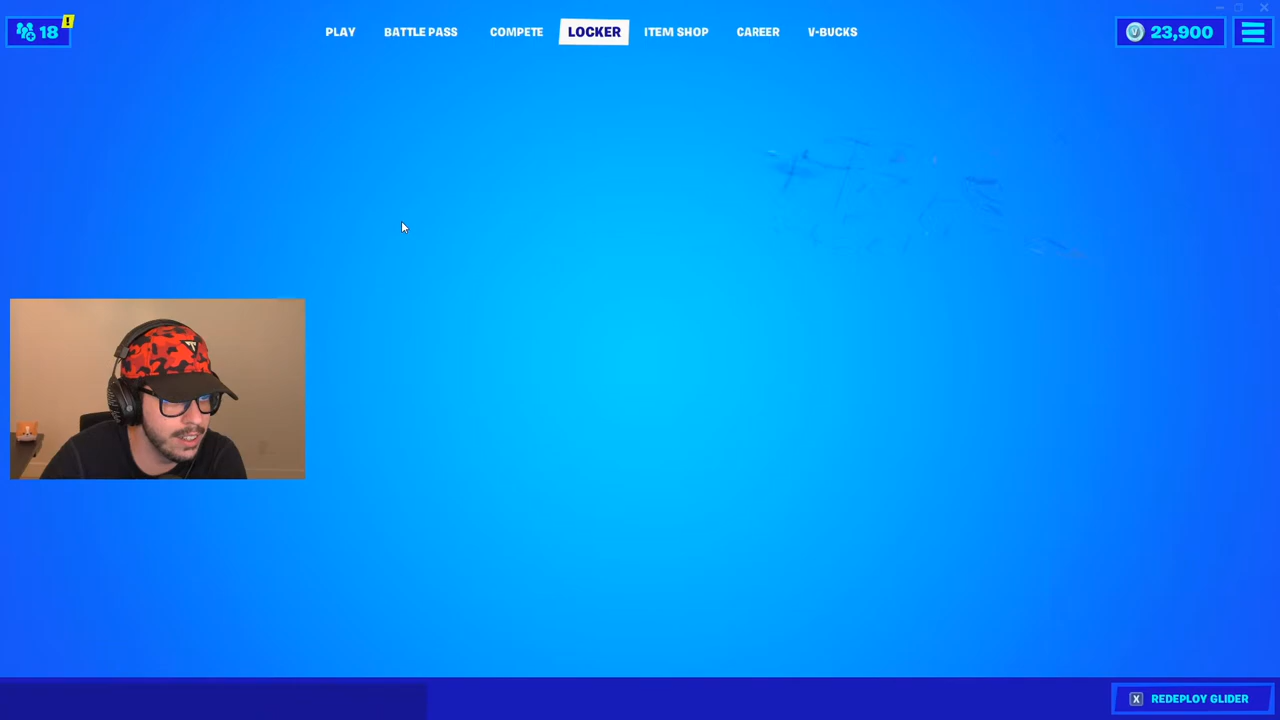 18 ! PLAY BATTLE PASS COMPETE LOCKER ITEM SHOP CAREER V-BUCKS V 23,900
X REDEPLOY GLIDER